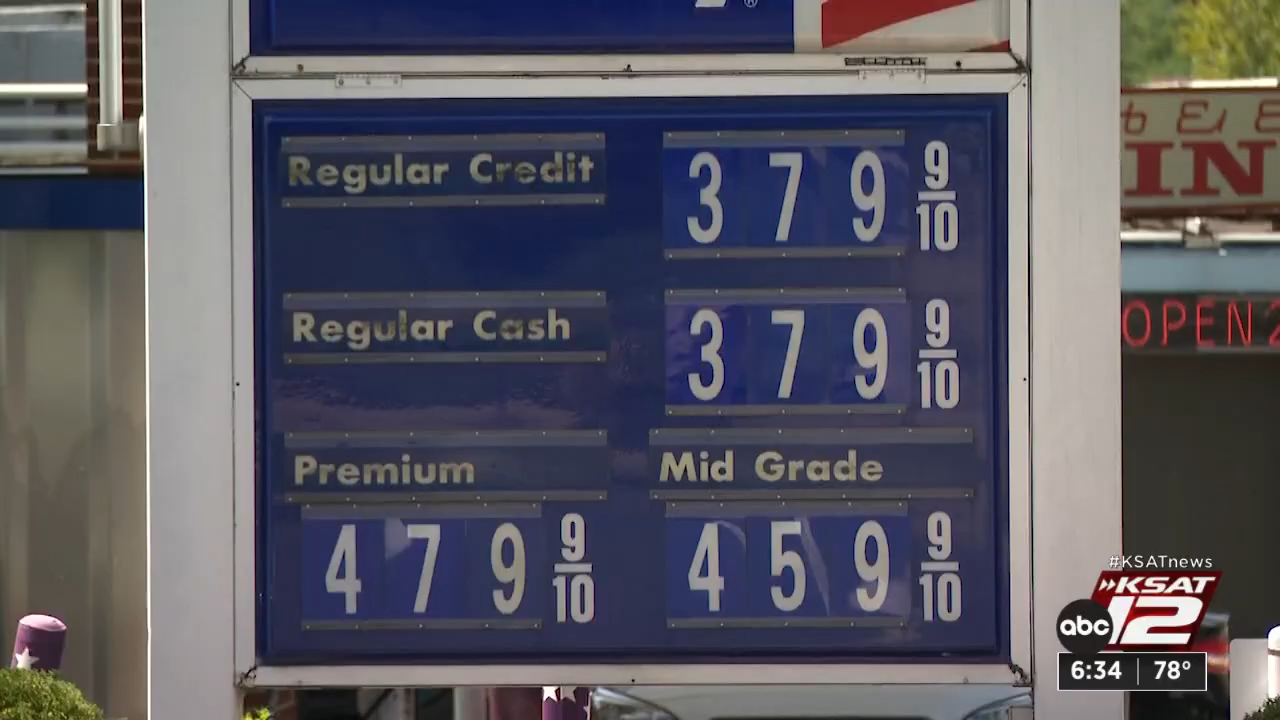 Regular Credit 3 7 9 9/10
Regular Cash 3 7 9 9/10
Premium Mid Grade
4 7 9 9/10 4 5 9 9/10
IN
OPEN
#KSATnews
KSAT
abc 12
6:34 78°